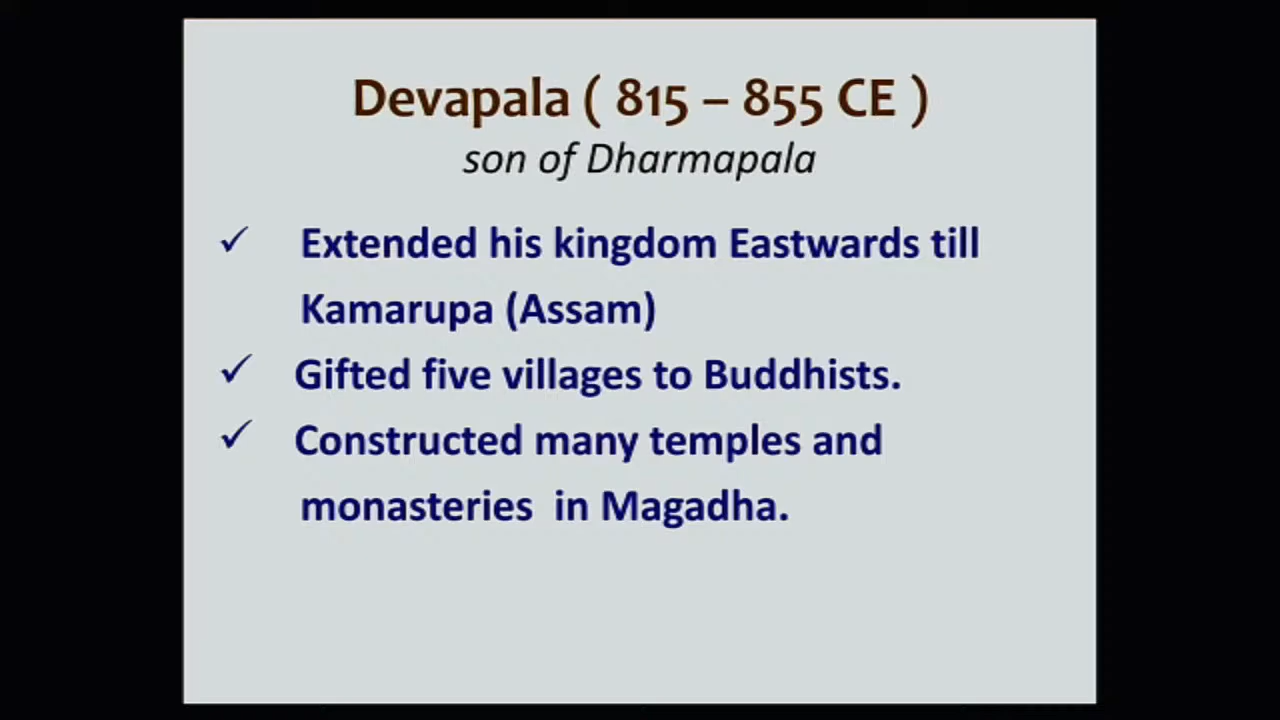 Devapala ( 815 – 855 CE )
son of Dharmapala
✓ Extended his kingdom Eastwards till
Kamarupa (Assam)
✓ Gifted five villages to Buddhists.
✓ Constructed many temples and
monasteries in Magadha.